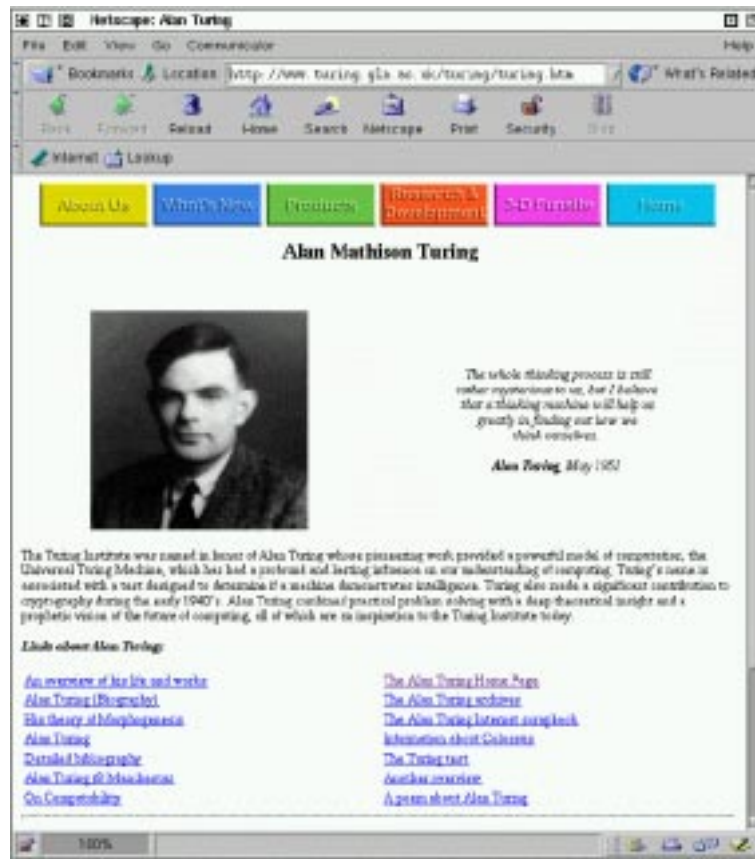 Netscape: Alan Turing
File Edit View Go Communicator Help
Bookmarks Location http://www.turing.gla.ac.uk/turing/turing.htm What's Related
Back Forward Reload Home Search Netscape Print Security Stop
Internet Lookup
About Us What's New Products Research & Development 3-D Home
Alan Mathison Turing
The whole thinking process is still
rather mysterious to us, but I believe
that a thinking machine will help us
greatly in finding out how we
think ourselves.
Alan Turing, May 1951
The Turing Institute was named in honor of Alan Turing whose pioneering work provided a powerful model of computation, the
Universal Turing Machine, which has had a profound and lasting influence on our understanding of computing. Turing's name is
associated with a test designed to determine if a machine demonstrates intelligence. Turing also made a significant contribution to
cryptography during the early 1940's. Alan Turing combined practical problem solving with a deep theoretical insight and a
prophetic vision of the future of computing, all of which are an inspiration to the Turing Institute today.
Links about Alan Turing:
An overview of his life and works The Alan Turing Home Page
Alan Turing (Biography) The Alan Turing archives
His theory of Morphogenesis The Alan Turing Internet scrapbook
Alan Turing Information about Colossus
Detailed bibliography The Turing test
Alan Turing @ Manchester Another overview
On Computability A poem about Alan Turing
100%